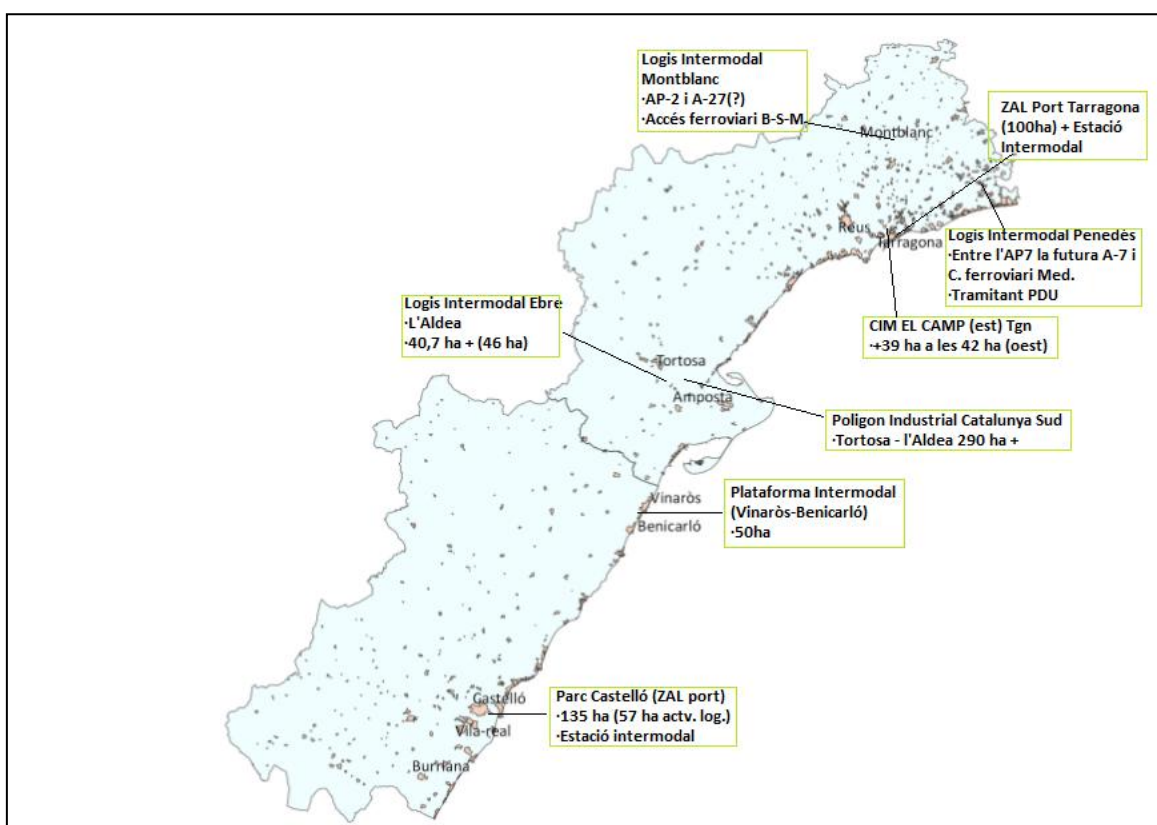 Logis Intermodal
Montblanc
·AP-2 i A-27(?)
·Accés ferroviari B-S-M
ZAL Port Tarragona
(100ha) + Estació
Intermodal
Montblanc
Reus
Tarragona
Logis Intermodal Penedès
·Entre l'AP7 la futura A-7 i
C. ferroviari Med.
·Tramitant PDU
Logis Intermodal Ebre
·L'Aldea
·40,7 ha + (46 ha)
CIM EL CAMP (est) Tgn
·+39 ha a les 42 ha (oest)
Tortosa
Amposta
Poligon Industrial Catalunya Sud
·Tortosa - l'Aldea 290 ha +
Vinaròs
Benicarló
Plataforma Intermodal
(Vinaròs-Benicarló)
·50ha
Castelló
Vila-real
Burriana
Parc Castelló (ZAL port)
·135 ha (57 ha actv. log.)
·Estació intermodal